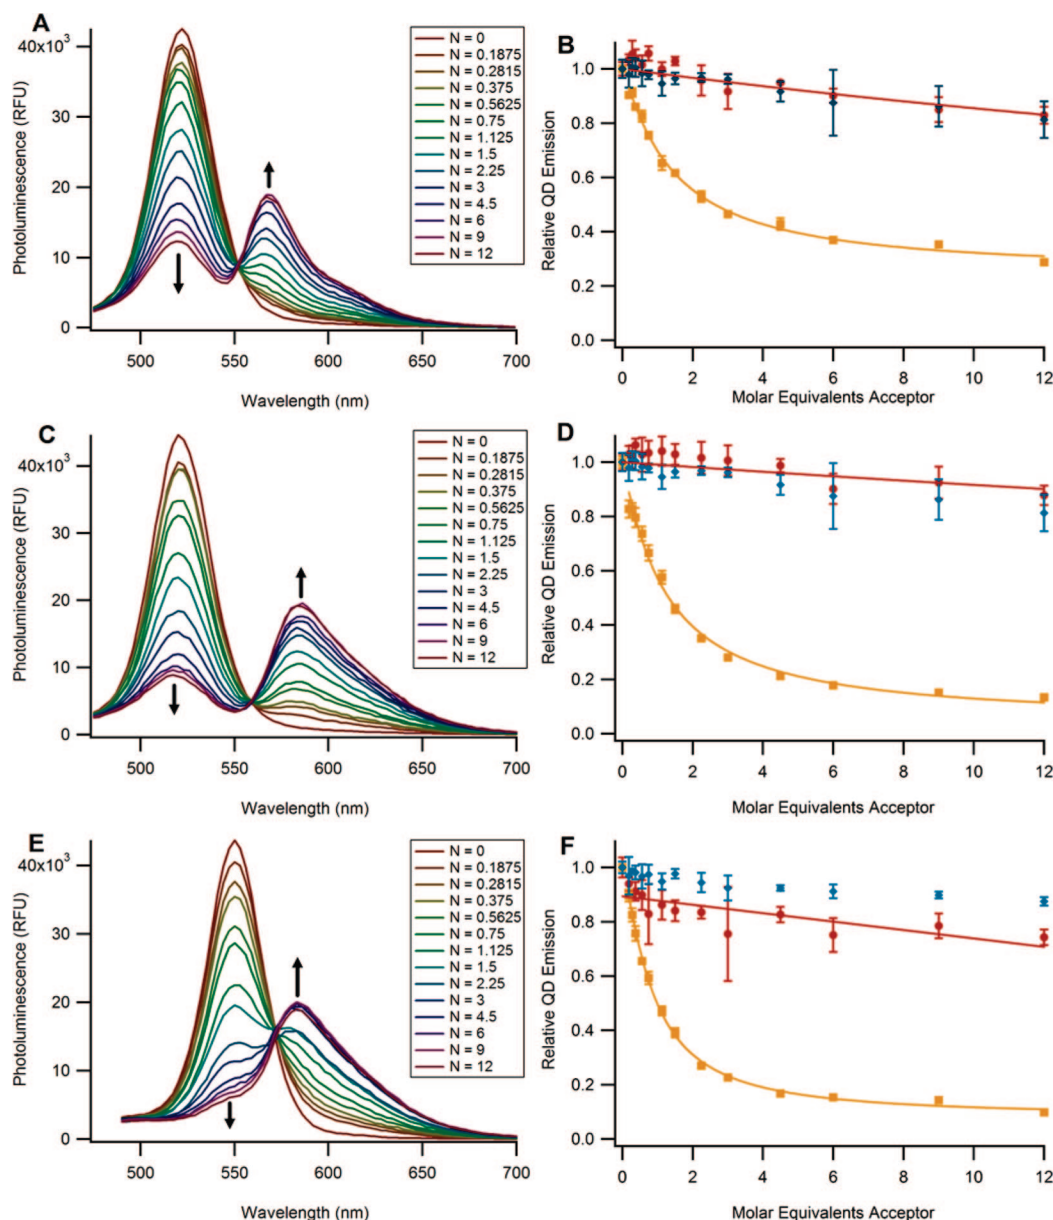 A
Photoluminescence (RFU)
40x10³
30
20
10
0
500
550
600
650
700
Wavelength (nm)
N = 0
N = 0.1875
N = 0.2815
N = 0.375
N = 0.5625
N = 0.75
N = 1.125
N = 1.5
N = 2.25
N = 3
N = 4.5
N = 6
N = 9
N = 12
B
Relative QD Emission
1.0
0.8
0.6
0.4
0.2
0.0
0
2
4
6
8
10
12
Molar Equivalents Acceptor
C
Photoluminescence (RFU)
40x10³
30
20
10
0
500
550
600
650
700
Wavelength (nm)
N = 0
N = 0.1875
N = 0.2815
N = 0.375
N = 0.5625
N = 0.75
N = 1.125
N = 1.5
N = 2.25
N = 3
N = 4.5
N = 6
N = 9
N = 12
D
Relative QD Emission
1.0
0.8
0.6
0.4
0.2
0.0
0
2
4
6
8
10
12
Molar Equivalents Acceptor
E
Photoluminescence (RFU)
40x10³
30
20
10
0
500
550
600
650
700
Wavelength (nm)
N = 0
N = 0.1875
N = 0.2815
N = 0.375
N = 0.5625
N = 0.75
N = 1.125
N = 1.5
N = 2.25
N = 3
N = 4.5
N = 6
N = 9
N = 12
F
Relative QD Emission
1.0
0.8
0.6
0.4
0.2
0.0
0
2
4
6
8
10
12
Molar Equivalents Acceptor